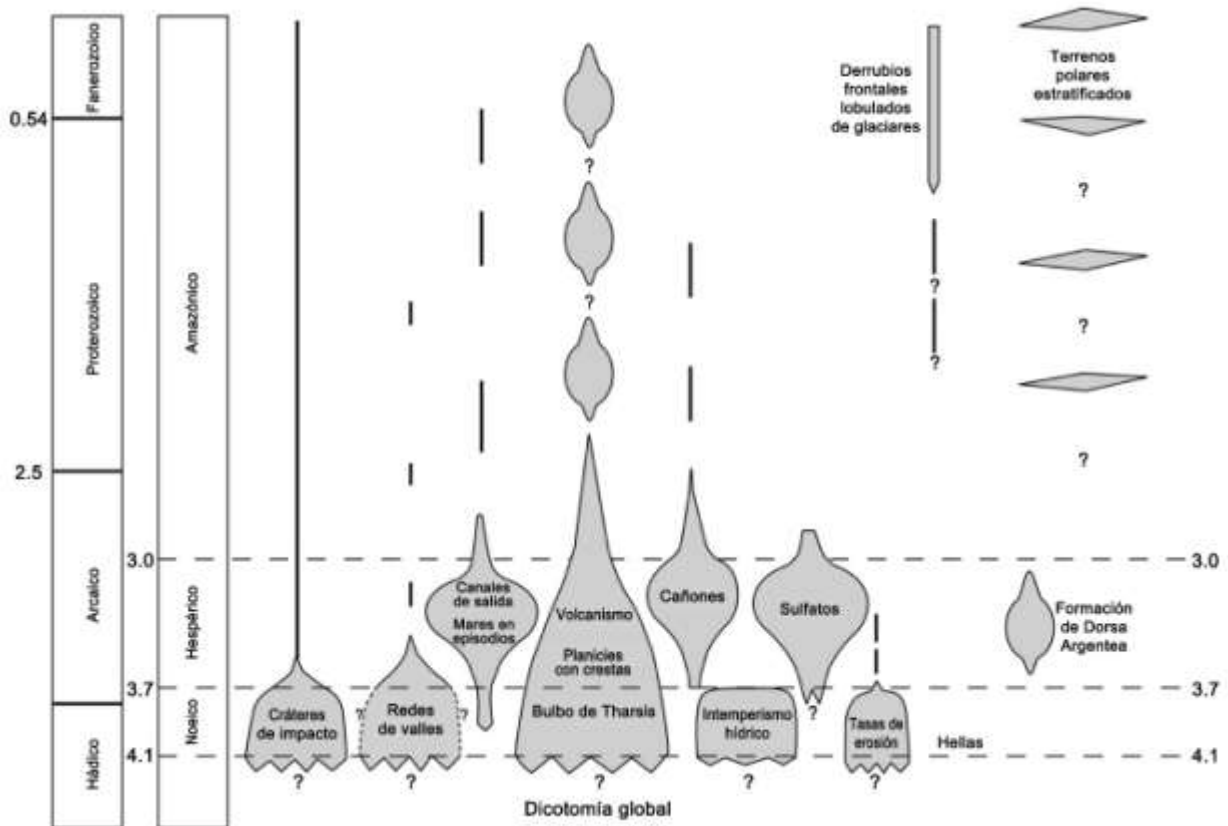 Fanerozoico
0.54
Proterozoico
2.5
Arcaico
Hádico
Amazónico
Hespérico
Noeico
3.0
3.7
4.1
Cráteres
de impacto
?
?
Redes
de valles
?
?
Canales
de salida
Mares en
episodios
?
?
Volcanismo
Planicies
con crestas
Bulbo de Tharsis
?
Cañones
Intemperismo
hídrico
?
Sulfatos
?
Tasas de
erosión
?
Hellas
Derrubios
frontales
lobulados
de glaciares
?
?
Terrenos
polares
estratificados
?
?
?
Formación
de Dorsa
Argentea
3.0
3.7
4.1
Dicotomía global